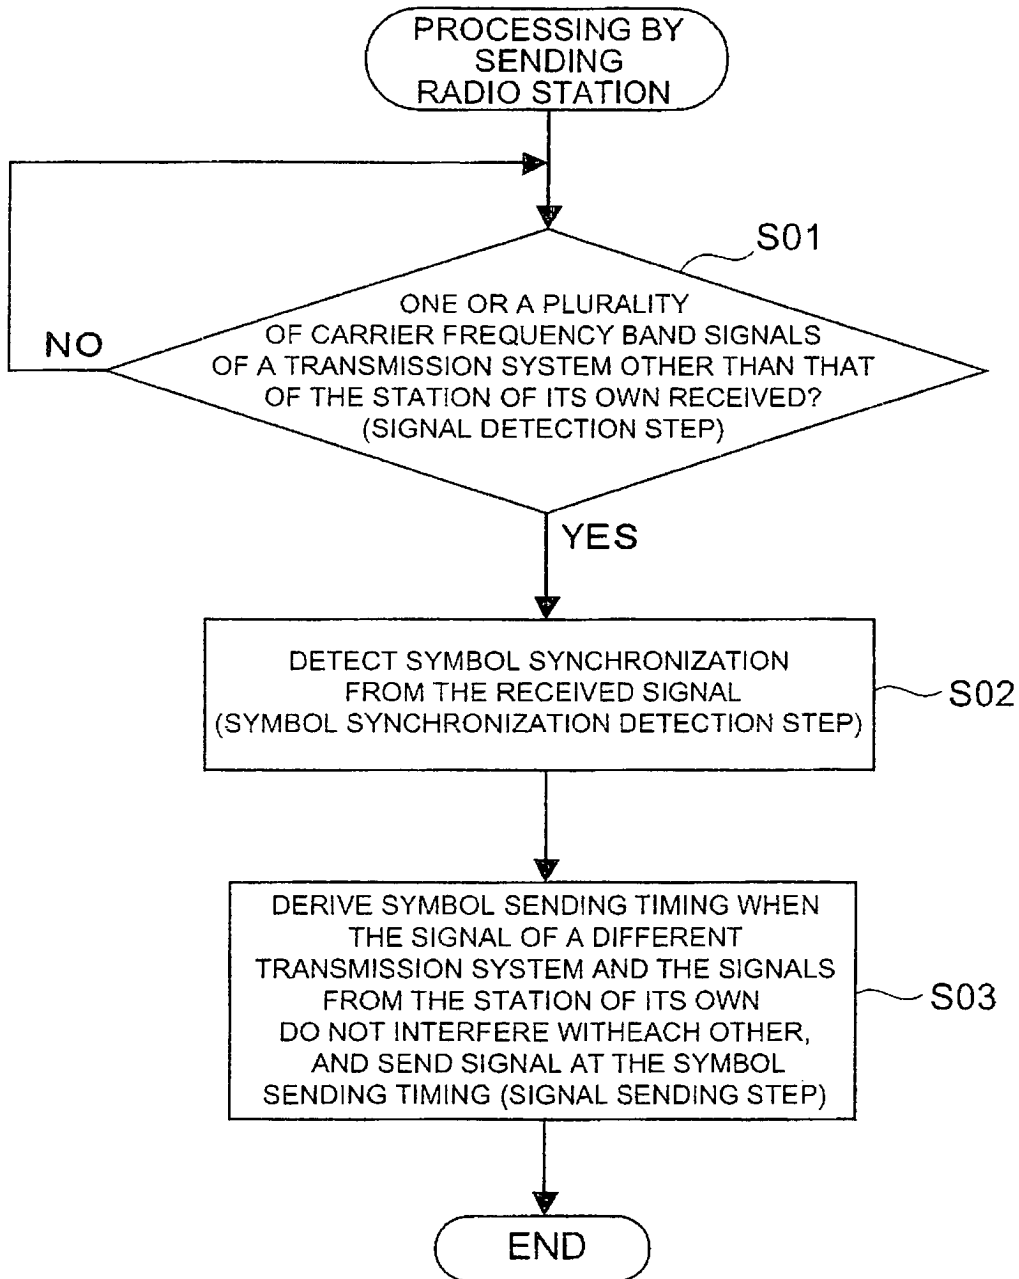 PROCESSING BY
SENDING
RADIO STATION
S01
ONE OR A PLURALITY
OF CARRIER FREQUENCY BAND SIGNALS
OF A TRANSMISSION SYSTEM OTHER THAN THAT
OF THE STATION OF ITS OWN RECEIVED?
(SIGNAL DETECTION STEP)
NO
YES
DETECT SYMBOL SYNCHRONIZATION
FROM THE RECEIVED SIGNAL
(SYMBOL SYNCHRONIZATION DETECTION STEP)
S02
DERIVE SYMBOL SENDING TIMING WHEN
THE SIGNAL OF A DIFFERENT
TRANSMISSION SYSTEM AND THE SIGNALS
FROM THE STATION OF ITS OWN
DO NOT INTERFERE WITHEACH OTHER,
AND SEND SIGNAL AT THE SYMBOL
SENDING TIMING (SIGNAL SENDING STEP)
S03
END